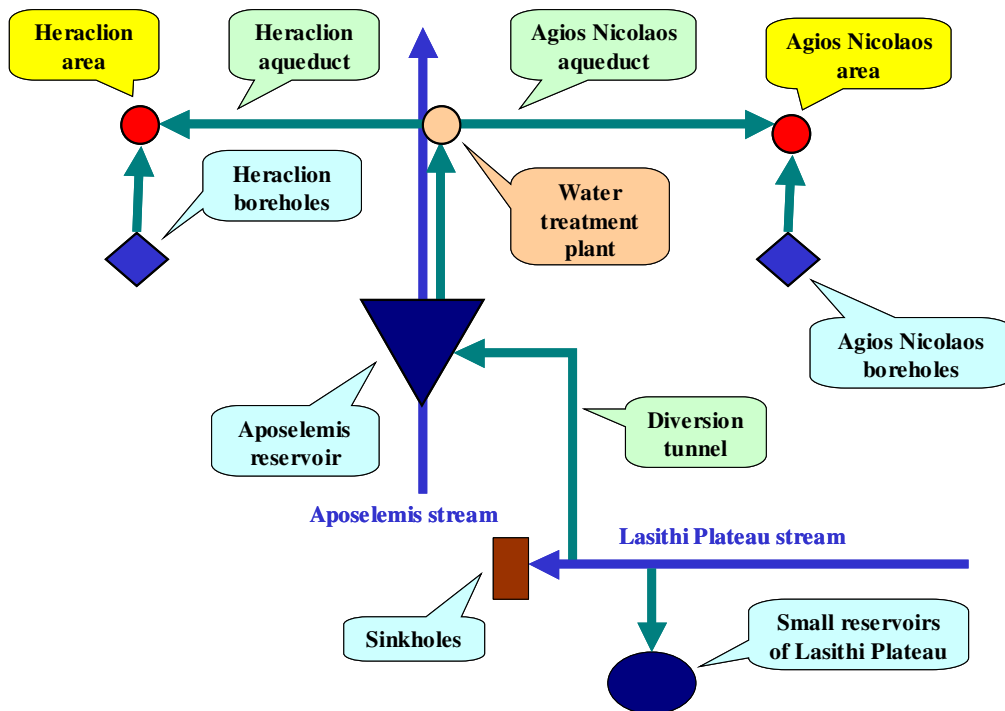 Heraclion
area
Heraclion
aqueduct
Agios Nicolaos
aqueduct
Agios Nicolaos
area
Heraclion
boreholes
Water
treatment
plant
Agios Nicolaos
boreholes
Aposelemis
reservoir
Diversion
tunnel
Aposelemis stream
Lasithi Plateau stream
Sinkholes
Small reservoirs
of Lasithi Plateau